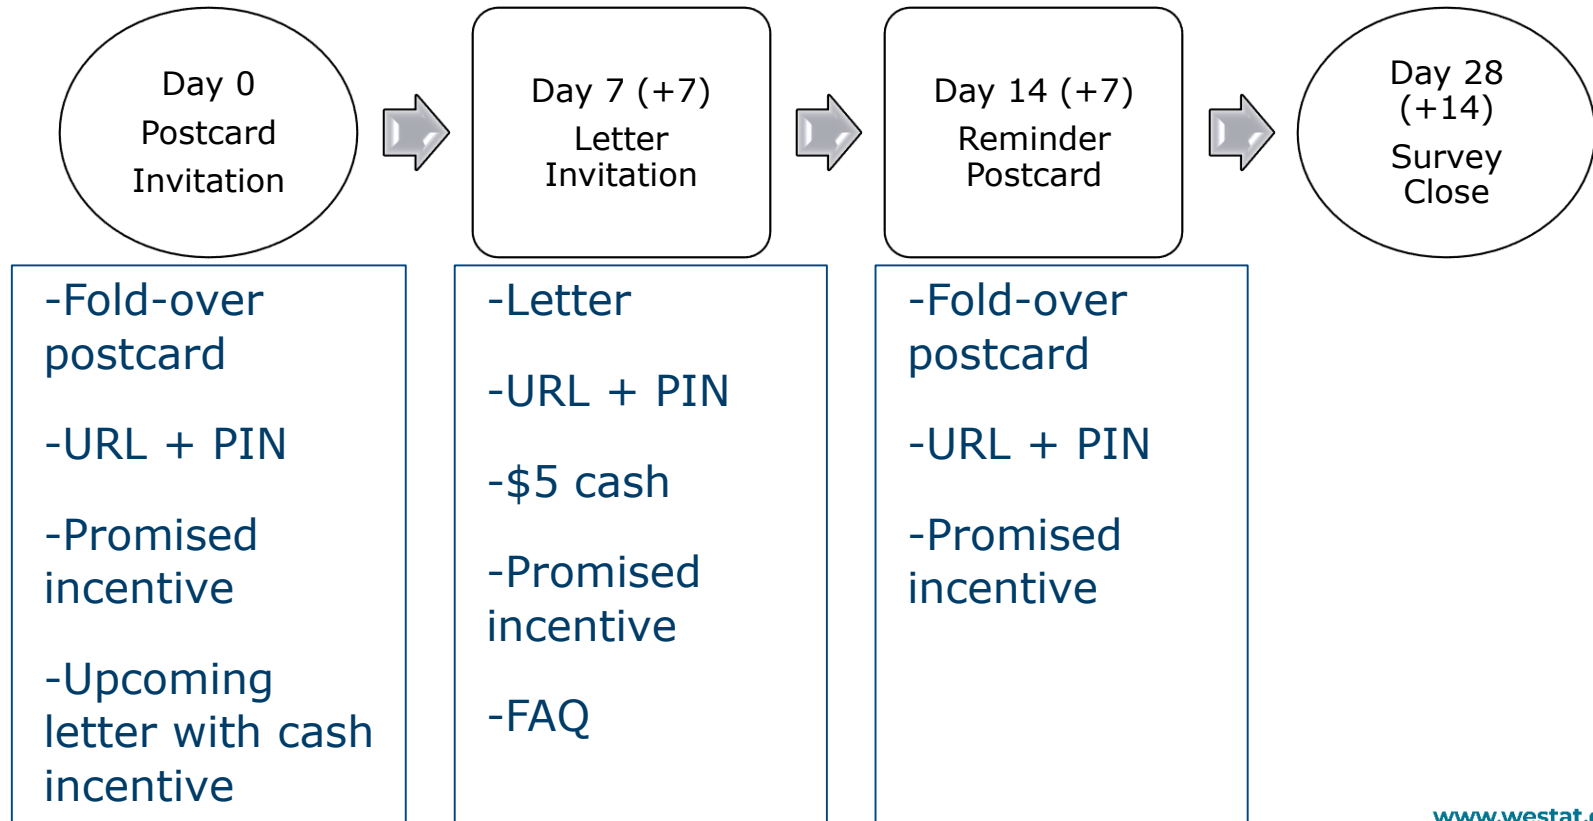 Day 0
Postcard
Invitation
Day 7 (+7)
Letter
Invitation
Day 14 (+7)
Reminder
Postcard
Day 28
(+14)
Survey
Close
-Fold-over
postcard
-URL + PIN
-Promised
incentive
-Upcoming
letter with cash
incentive
-Letter
-URL + PIN
-$5 cash
-Promised
incentive
-FAQ
-Fold-over
postcard
-URL + PIN
-Promised
incentive
www.westat.